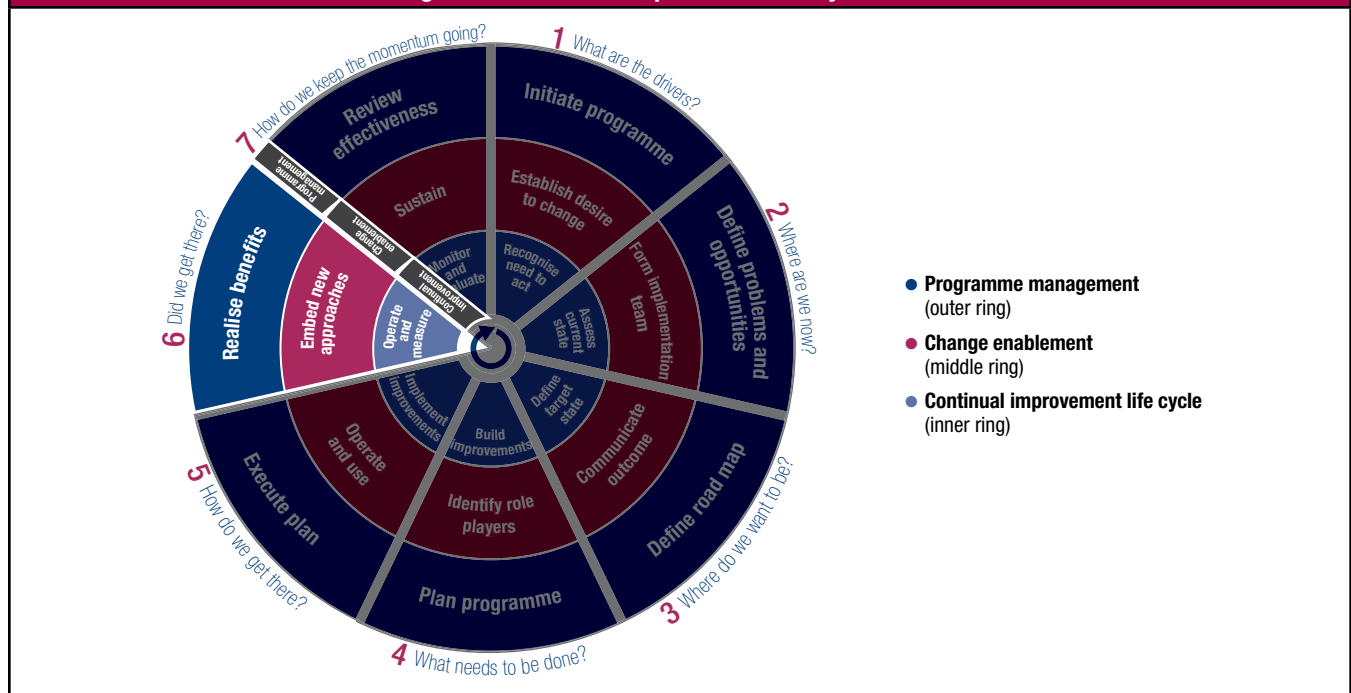 1 What are the drivers?
Initiate programme
Establish desire
to change
Recognise
need to
act
2 Where are we now?
Define problems and
opportunities
Form implementation
team
Assess
current
state
3 Where do we want to be?
Define road map
Communicate
outcome
Define
target
state
4 What needs to be done?
Plan programme
Identify role
players
Build
improvements
5 How do we get there?
Execute plan
Operate
and use
Implement
improvements
6 Did we get there?
Realise benefits
Embed new
approaches
Operate
and
measure
7 How do we keep the momentum going?
Review
effectiveness
Sustain
Monitor
and
Programme
management
Change
enablement
Continual
improvement
Programme management
(outer ring)
Change enablement
(middle ring)
Continual improvement life cycle
(inner ring)